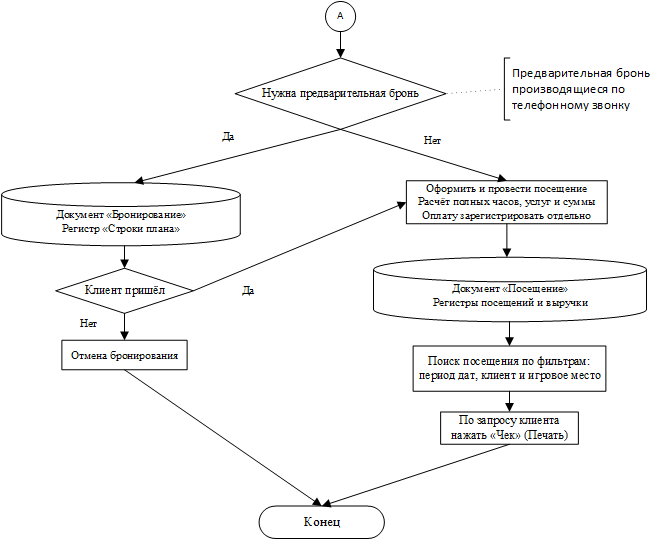 А
Нужна предварительная бронь
Предварительная бронь
производящиеся по
телефонному звонку
Да
Нет
Документ «Бронирование»
Регистр «Строки плана»
Оформить и провести посещение
Расчёт полных часов, услуг и суммы
Оплату зарегистрировать отдельно
Клиент пришёл
Да
Нет
Документ «Посещение»
Регистры посещений и выручки
Отмена бронирования
Поиск посещения по фильтрам:
период дат, клиент и игровое место
По запросу клиента
нажать «Чек» (Печать)
Конец